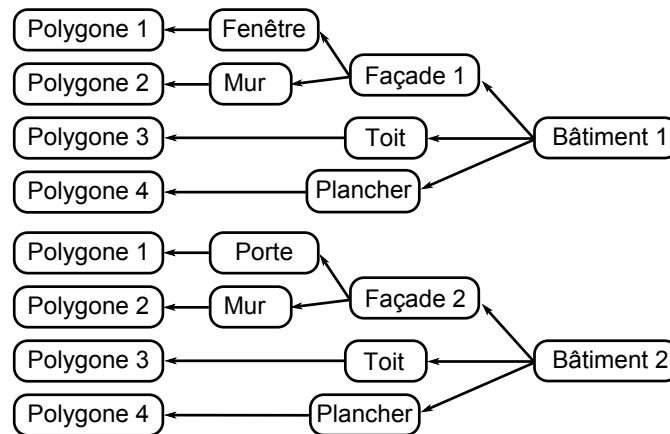 Polygone 1
Fenêtre
Polygone 2
Mur
Façade 1
Polygone 3
Toit
Bâtiment 1
Polygone 4
Plancher
Polygone 1
Porte
Polygone 2
Mur
Façade 2
Polygone 3
Toit
Bâtiment 2
Polygone 4
Plancher